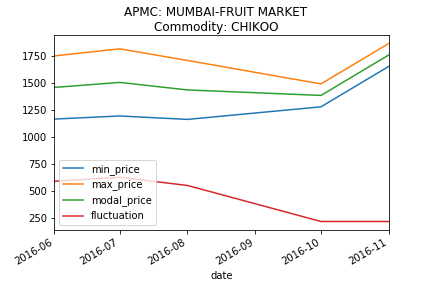 APMC: MUMBAI-FRUIT MARKET
Commodity: CHIKOO
1750
1500
1250
1000
750
500
250
min_price
max_price
modal_price
fluctuation
2016-06
2016-07
2016-08
2016-09
2016-10
2016-11
date